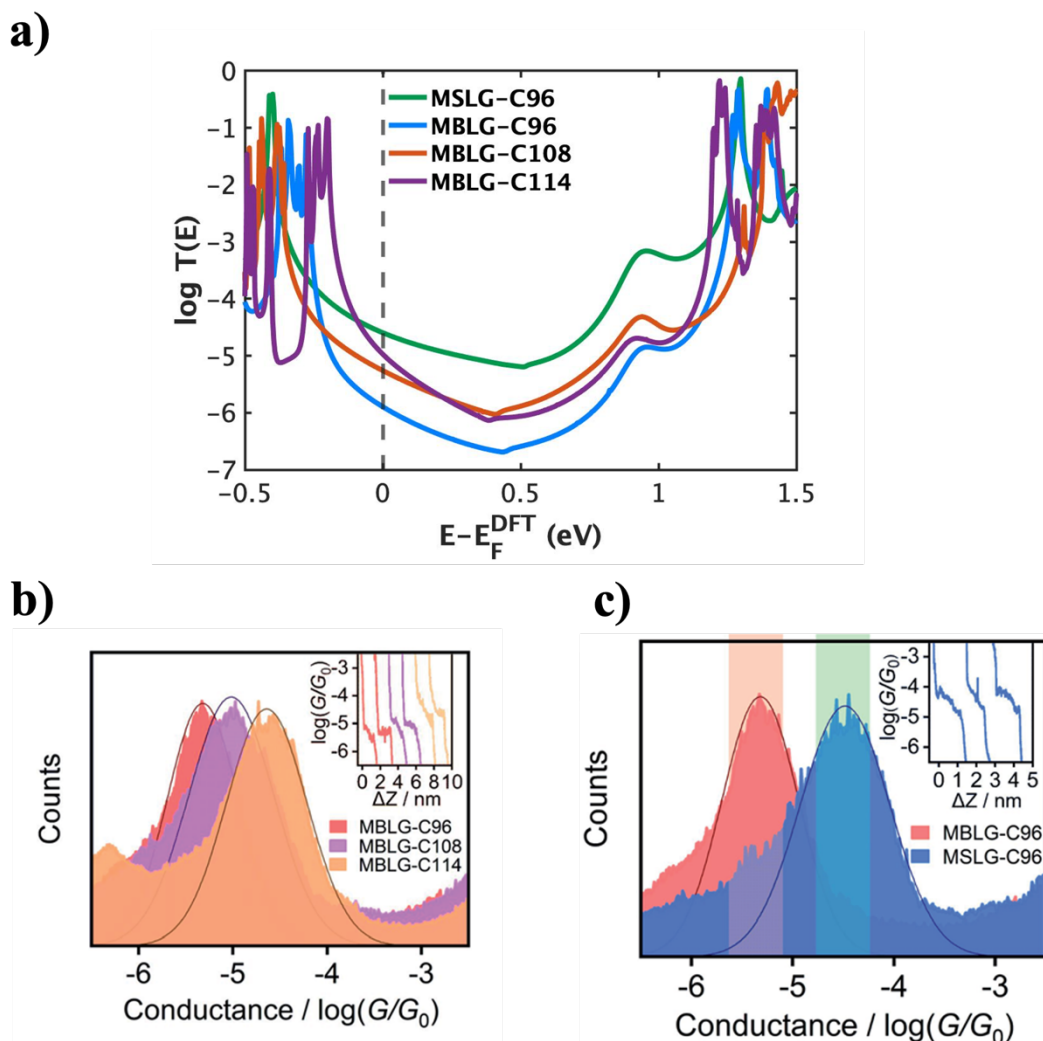 a)
0
-1
-2
-3
-4
-5
-6
-7
log T(E)
MSLG-C96
MBLG-C96
MBLG-C108
MBLG-C114
-0.5 0 0.5 1 1.5
E-E_F^DFT (eV)
b)
Counts
log(G/G0)
-3
-4
-5
-6
0 2 4 6 8 10
ΔZ / nm
MBLG-C96
MBLG-C108
MBLG-C114
-6 -5 -4 -3
Conductance / log(G/G0)
c)
Counts
log(G/G0)
-3
-4
-5
-6
0 1 2 3 4 5
ΔZ / nm
MBLG-C96
MSLG-C96
-6 -5 -4 -3
Conductance / log(G/G0)